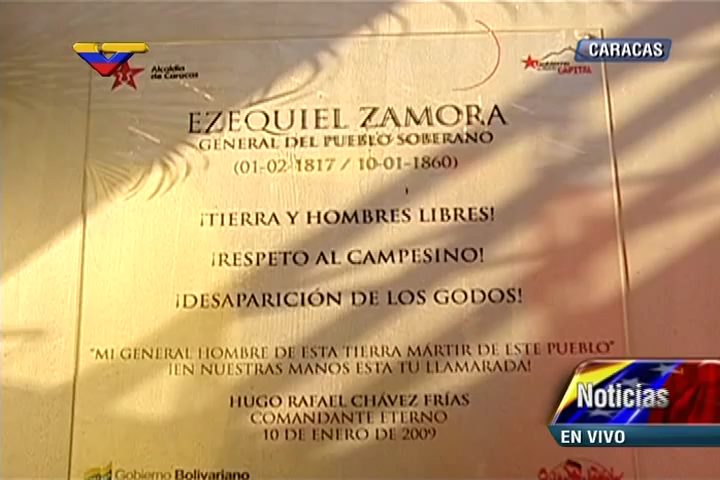 Alcaldía
de Caracas
CAPITAL
CARACAS
EZEQUIEL ZAMORA
GENERAL DEL PUEBLO SOBERANO
(01-02-1817 / 10-01-1860)
¡TIERRA Y HOMBRES LIBRES!
¡RESPETO AL CAMPESINO!
¡DESAPARICIÓN DE LOS GODOS!
"MI GENERAL HOMBRE DE ESTA TIERRA MÁRTIR DE ESTE PUEBLO"
¡EN NUESTRAS MANOS ESTA TU LLAMARADA!
HUGO RAFAEL CHÁVEZ FRÍAS
COMANDANTE ETERNO
10 DE ENERO DE 2009
Noticias
EN VIVO
Gobierno Bolivariano